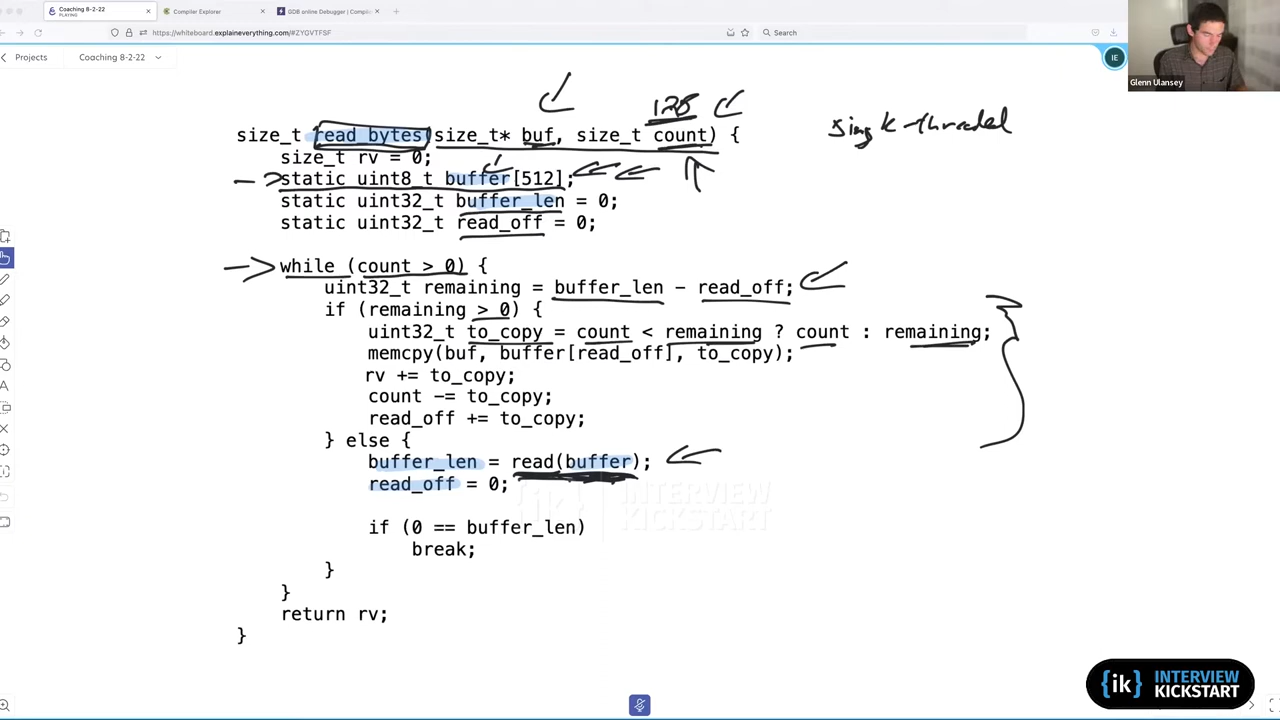 Coaching 8-2-22
PLAYING
Compiler Explorer
GDB online Debugger | Compil
https://whiteboard.explaineverything.com/#ZYGVTFSF
Search
Projects
Coaching 8-2-22
IE
Glenn Ulansey
128
single-threaded
size_t read_bytes(size_t* buf, size_t count) {
size_t rv = 0;
static uint8_t buffer[512];
static uint32_t buffer_len = 0;
static uint32_t read_off = 0;
while (count > 0) {
uint32_t remaining = buffer_len - read_off;
if (remaining > 0) {
uint32_t to_copy = count < remaining ? count : remaining;
memcpy(buf, buffer[read_off], to_copy);
rv += to_copy;
count -= to_copy;
read_off += to_copy;
} else {
buffer_len = read(buffer);
read_off = 0;
if (0 == buffer_len)
break;
}
}
return rv;
}
{ik} INTERVIEW
KICKSTART
{ik} INTERVIEW
KICKSTART